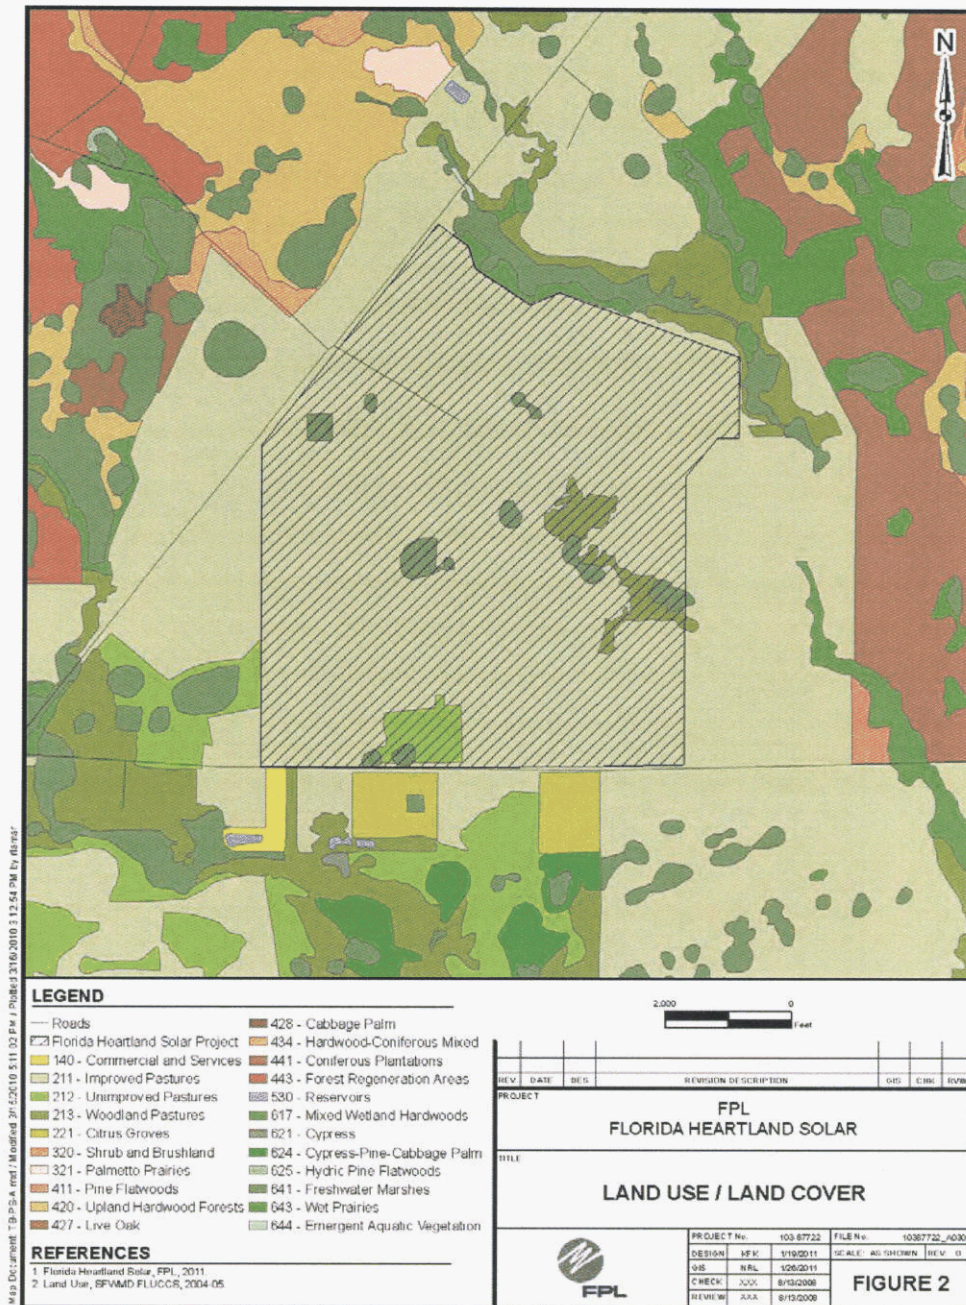 N
LEGEND
Roads
Florida Heartland Solar Project
140 - Commercial and Services
211 - Improved Pastures
212 - Unimproved Pastures
213 - Woodland Pastures
221 - Citrus Groves
320 - Shrub and Brushland
321 - Palmetto Prairies
411 - Pine Flatwoods
420 - Upland Hardwood Forests
427 - Live Oak
428 - Cabbage Palm
434 - Hardwood-Coniferous Mixed
441 - Coniferous Plantations
443 - Forest Regeneration Areas
530 - Reservoirs
617 - Mixed Wetland Hardwoods
621 - Cypress
624 - Cypress-Pine-Cabbage Palm
625 - Hydric Pine Flatwoods
641 - Freshwater Marshes
643 - Wet Prairies
644 - Emergent Aquatic Vegetation
REFERENCES
1. Florida Heartland Solar, FPL, 2011
2. Land Use, SFWMD FLUCCS, 2004-05
2,000 0
Feet
REV DATE DES REVISION DESCRIPTION GIS CHK RVW
PROJECT
FPL
FLORIDA HEARTLAND SOLAR
TITLE
LAND USE / LAND COVER
FPL
PROJECT No. 103-87722 FILE No.
DESIGN KFK 1/19/2011 SCALE: AS SHOWN REV. 0
GIS NRL 1/26/2011
CHECK XXX 8/13/2008
REVIEW XXX 8/13/2008
FIGURE 2